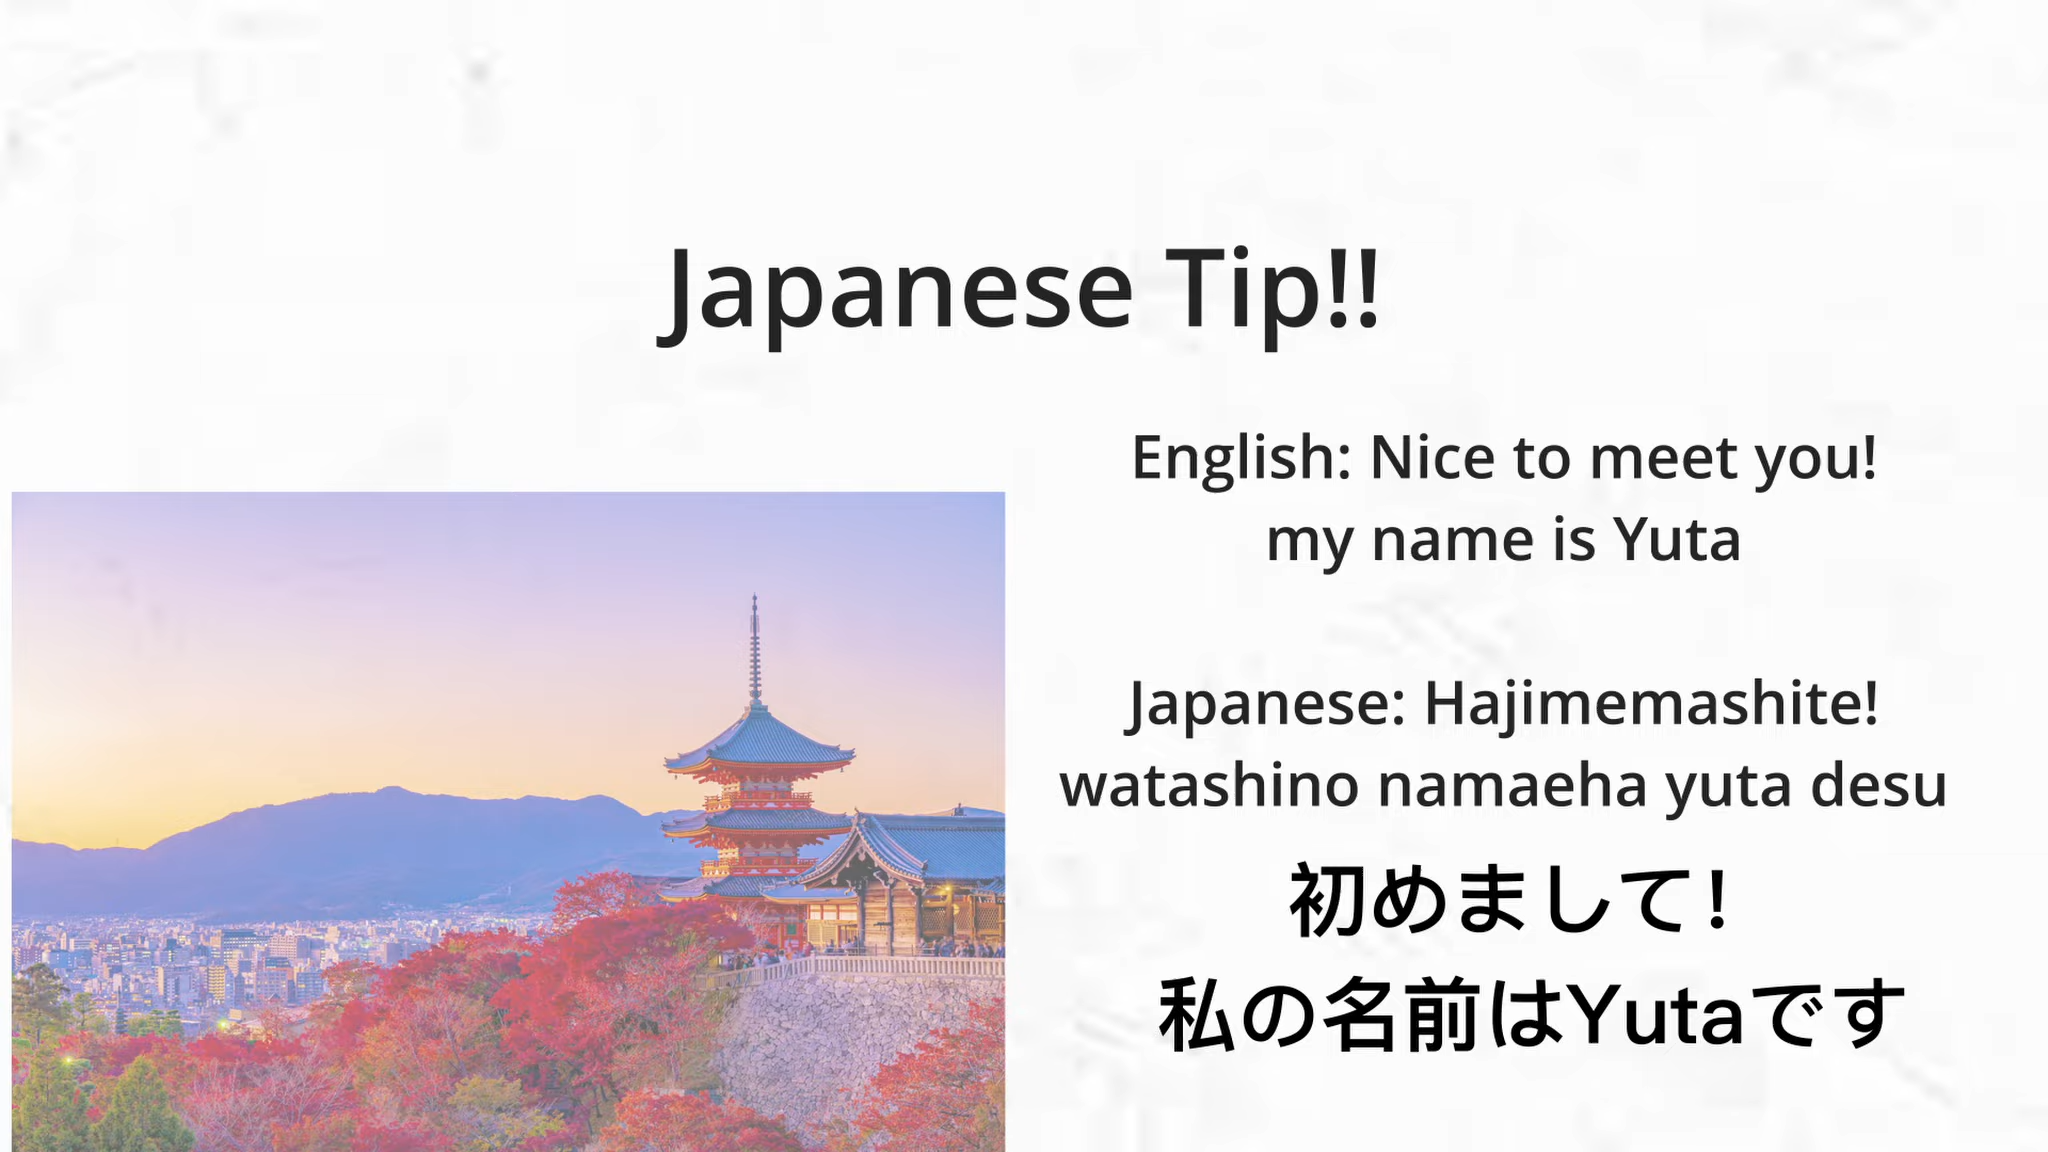 Japanese Tip!!
English: Nice to meet you!
my name is Yuta
Japanese: Hajimemashite!
watashino namaeha yuta desu
初めまして！
私の名前はYutaです